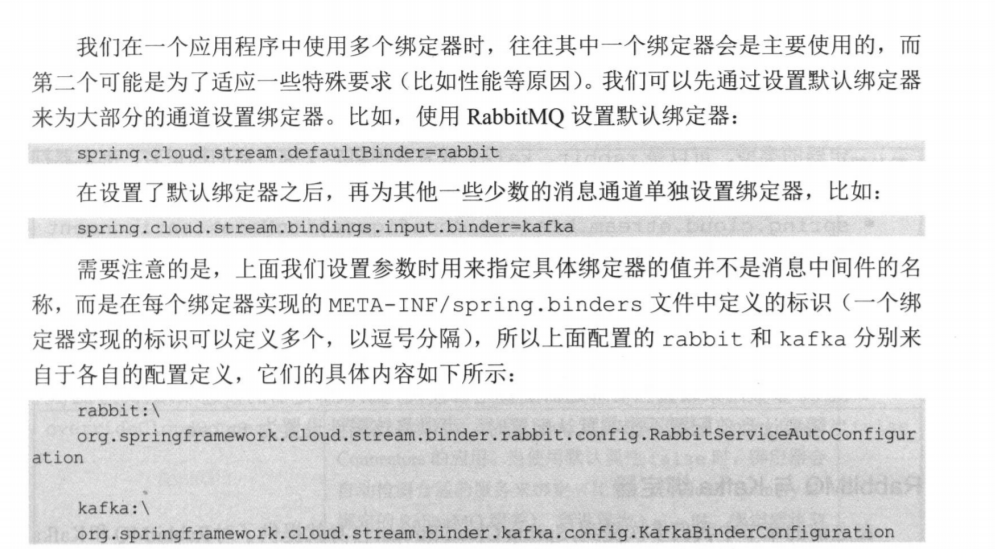 我们在一个应用程序中使用多个绑定器时，往往其中一个绑定器会是主要使用的，而
第二个可能是为了适应一些特殊要求（比如性能等原因）。我们可以先通过设置默认绑定器
来为大部分的通道设置绑定器。比如，使用 RabbitMQ 设置默认绑定器：
spring.cloud.stream.defaultBinder=rabbit
在设置了默认绑定器之后，再为其他一些少数的消息通道单独设置绑定器，比如：
spring.cloud.stream.bindings.input.binder=kafka
需要注意的是，上面我们设置参数时用来指定具体绑定器的值并不是消息中间件的名
称，而是在每个绑定器实现的 META-INF/spring.binders 文件中定义的标识（一个绑
定器实现的标识可以定义多个，以逗号分隔），所以上面配置的 rabbit 和 kafka 分别来
自于各自的配置定义，它们的具体内容如下所示：
rabbit:\
org.springframework.cloud.stream.binder.rabbit.config.RabbitServiceAutoConfigur
ation
kafka:\
org.springframework.cloud.stream.binder.kafka.config.KafkaBinderConfiguration